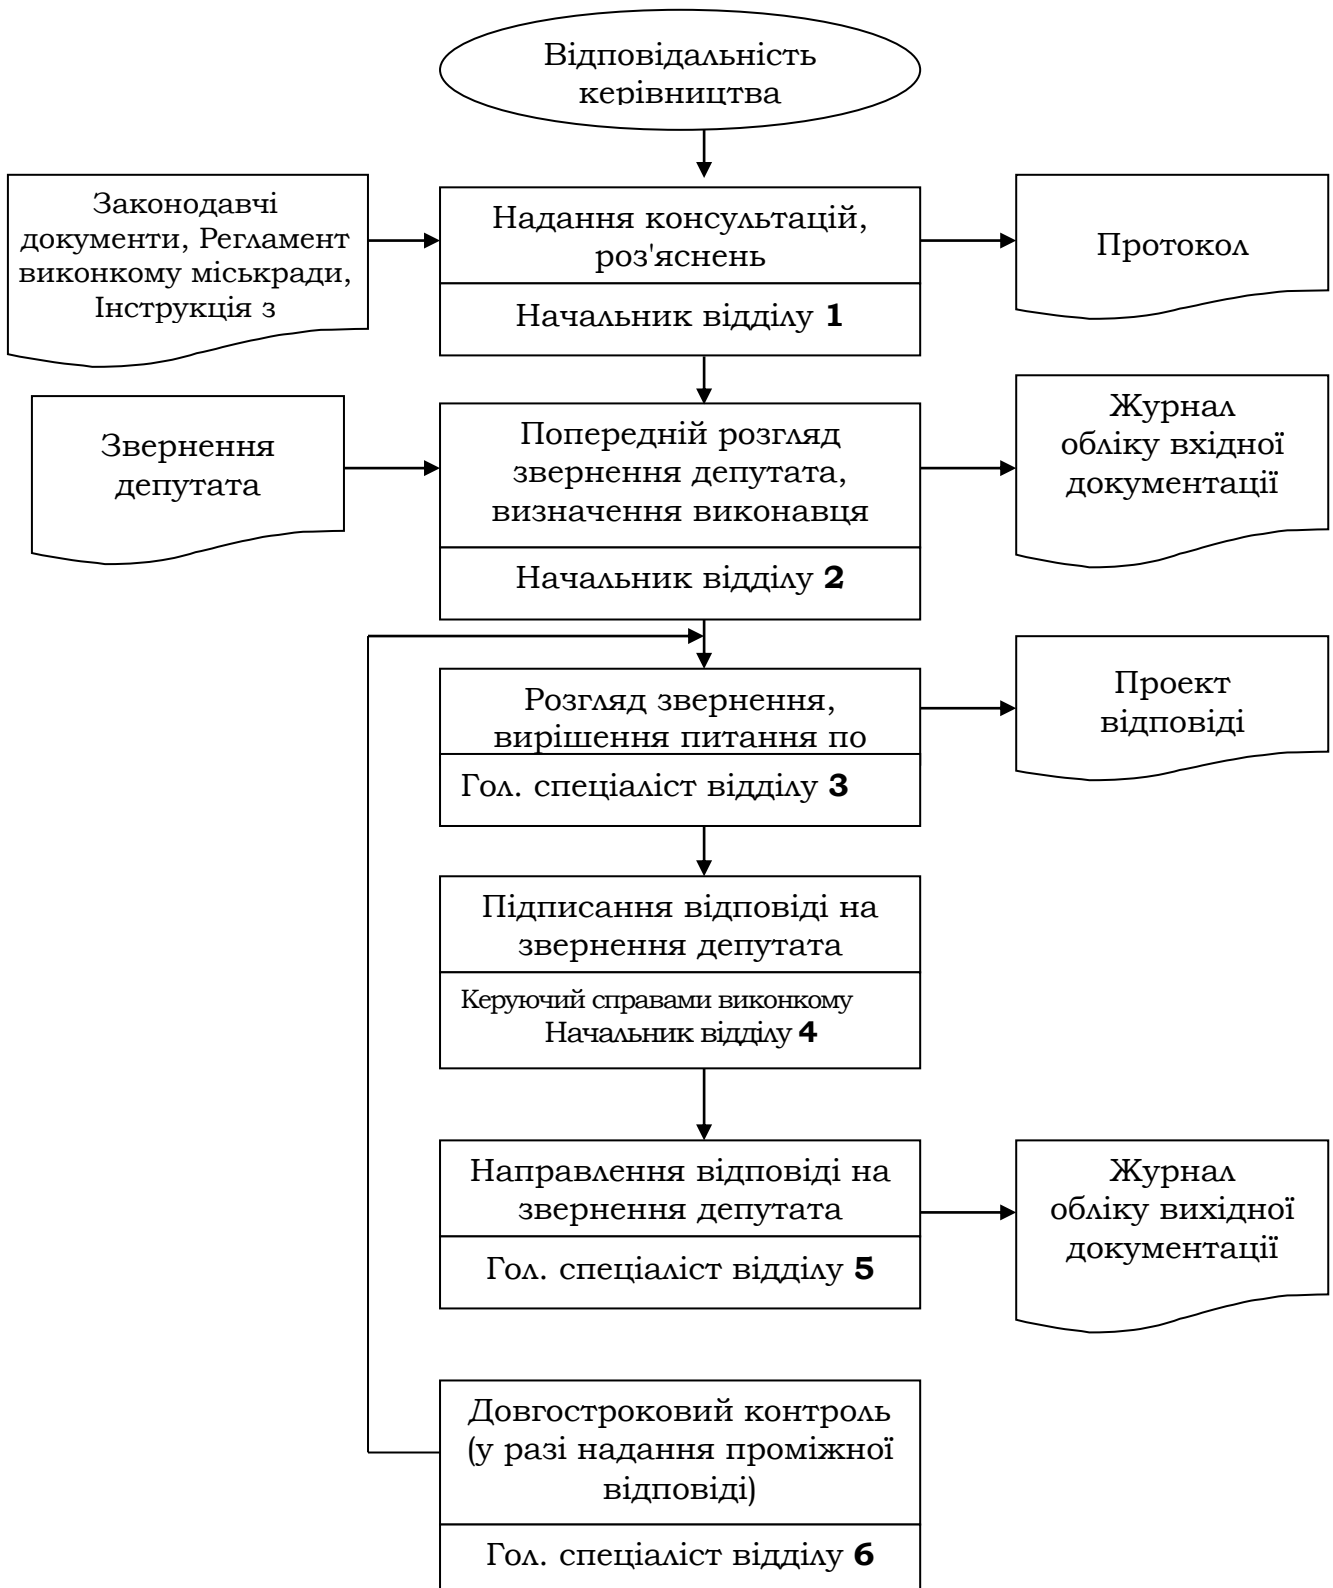 Відповідальність
керівництва
Законодавчі
документи, Регламент
виконкому міськради,
Інструкція з
Надання консультацій,
роз'яснень
Начальник відділу 1
Протокол
Звернення
депутата
Попередній розгляд
звернення депутата,
визначення виконавця
Начальник відділу 2
Журнал
обліку вхідної
документації
Розгляд звернення,
вирішення питання по
Гол. спеціаліст відділу 3
Проект
відповіді
Підписання відповіді на
звернення депутата
Керуючий справами виконкому
Начальник відділу 4
Направлення відповіді на
звернення депутата
Гол. спеціаліст відділу 5
Журнал
обліку вихідної
документації
Довгостроковий контроль
(у разі надання проміжної
відповіді)
Гол. спеціаліст відділу 6